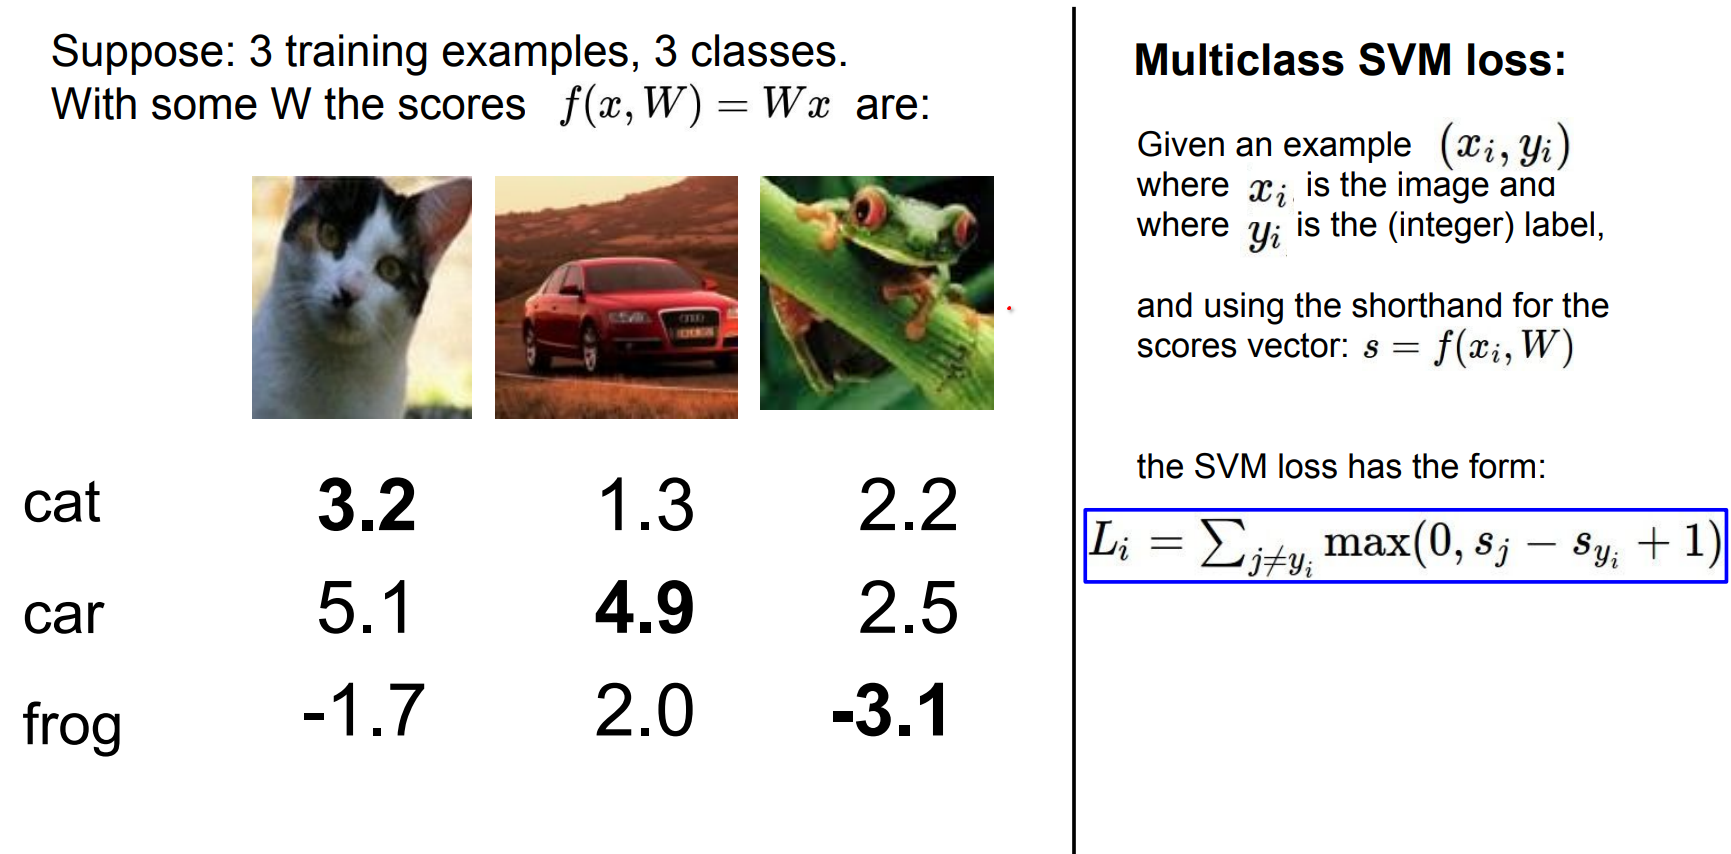 Suppose: 3 training examples, 3 classes.
With some W the scores f(x, W) = Wx are:
cat 3.2 1.3 2.2
car 5.1 4.9 2.5
frog -1.7 2.0 -3.1
Multiclass SVM loss:
Given an example (x_i, y_i)
where x_i is the image and
where y_i is the (integer) label,
and using the shorthand for the
scores vector: s = f(x_i, W)
the SVM loss has the form:
L_i = ∑_{j≠y_i} max(0, s_j − s_{y_i} + 1)